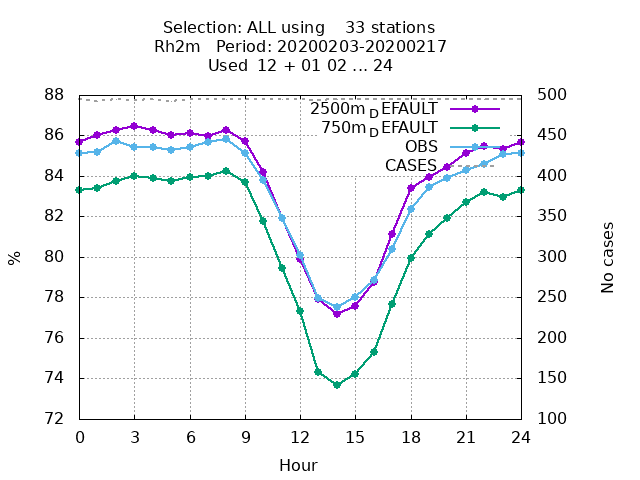 Selection: ALL using    33 stations
Rh2m   Period: 20200203-20200217
Used  12 + 01 02 ... 24
88 500
2500m_DEFAULT
86 750m_DEFAULT 450
OBS
84 CASES 400
82 350
80 300
78 250
76 200
74 150
72 100
0 3 6 9 12 15 18 21 24
Hour
%
No cases